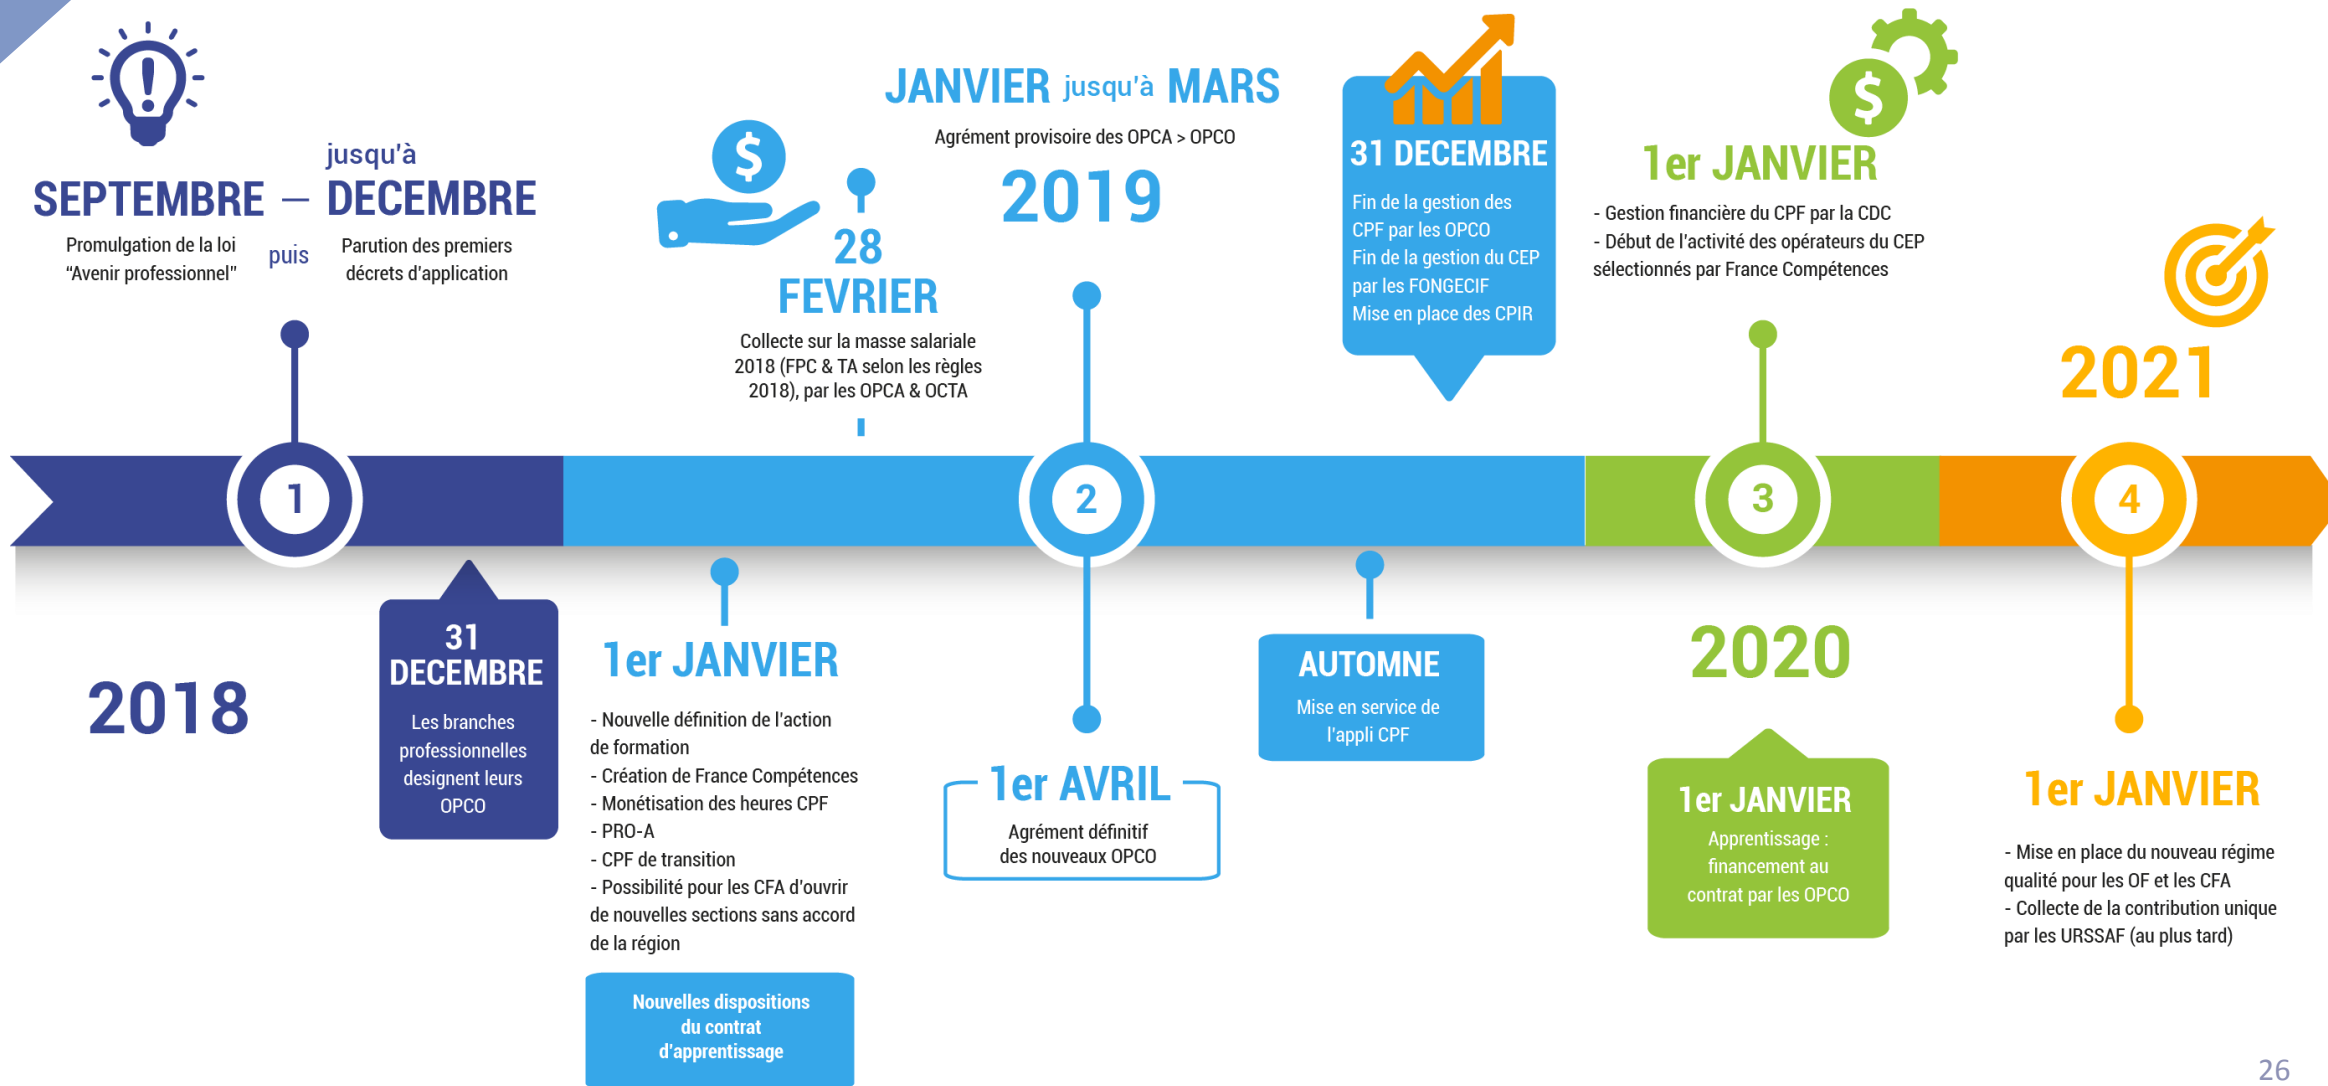 jusqu'à
SEPTEMBRE — DECEMBRE
Promulgation de la loi
"Avenir professionnel"
puis
Parution des premiers
décrets d'application
1
2018
31
DECEMBRE
Les branches
professionnelles
designent leurs
OPCO
$
28
FEVRIER
Collecte sur la masse salariale
2018 (FPC & TA selon les règles
2018), par les OPCA & OCTA
JANVIER jusqu'à MARS
Agrément provisoire des OPCA > OPCO
2019
2
1er JANVIER
- Nouvelle définition de l'action
de formation
- Création de France Compétences
- Monétisation des heures CPF
- PRO-A
- CPF de transition
- Possibilité pour les CFA d'ouvrir
de nouvelles sections sans accord
de la région
Nouvelles dispositions
du contrat
d'apprentissage
1er AVRIL
Agrément définitif
des nouveaux OPCO
AUTOMNE
Mise en service de
l'appli CPF
31 DECEMBRE
Fin de la gestion des
CPF par les OPCO
Fin de la gestion du CEP
par les FONGECIF
Mise en place des CPIR
$
1er JANVIER
- Gestion financière du CPF par la CDC
- Début de l'activité des opérateurs du CEP
sélectionnés par France Compétences
3
2020
1er JANVIER
Apprentissage :
financement au
contrat par les OPCO
2021
4
1er JANVIER
- Mise en place du nouveau régime
qualité pour les OF et les CFA
- Collecte de la contribution unique
par les URSSAF (au plus tard)
26